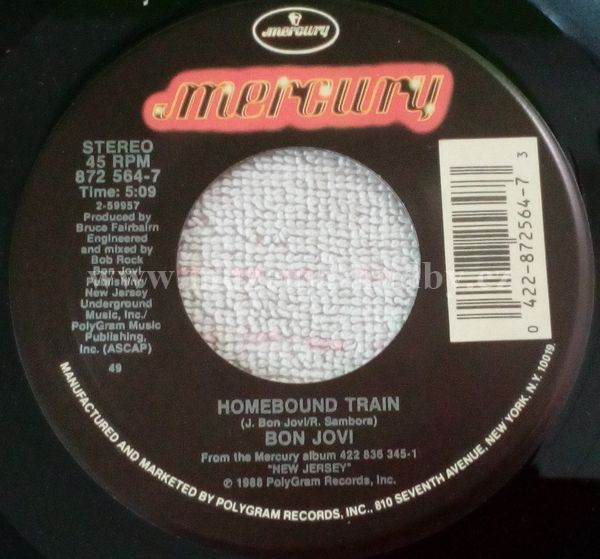 mercury
mercury
STEREO
45 RPM
872 564-7
Time: 5:09
2-59957
Produced by
Bruce Fairbairn
Engineered
and mixed by
Bob Rock
Bon Jovi
New Jersey
Underground
Music, Inc./
PolyGram Music
Publishing,
Inc. (ASCAP)
49
0 422-872564-7 3
HOMEBOUND TRAIN
(J. Bon Jovi/R. Sambora)
BON JOVI
From the Mercury album 422 836 345-1
"NEW JERSEY"
℗ 1988 PolyGram Records, Inc.
MANUFACTURED AND MARKETED BY POLYGRAM RECORDS, INC., 810 SEVENTH AVENUE, NEW YORK, N.Y. 10019.